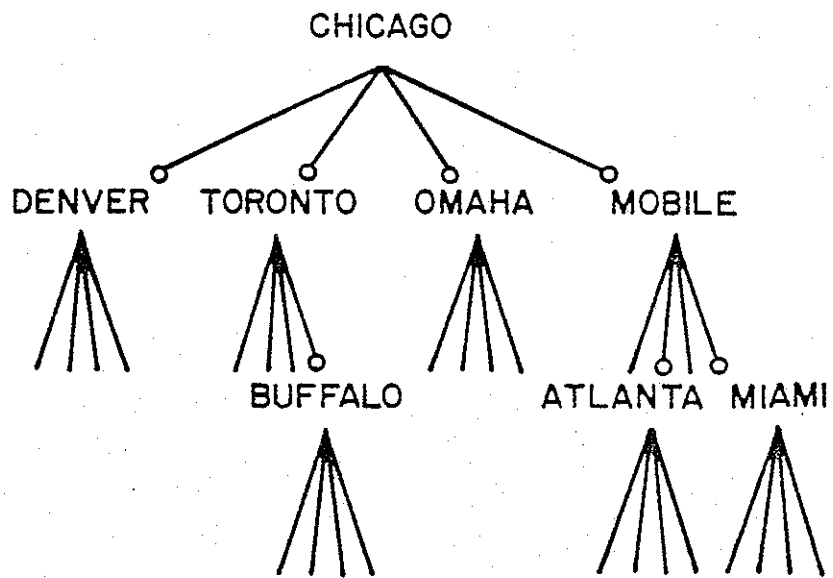 CHICAGO
DENVER TORONTO OMAHA MOBILE
BUFFALO ATLANTA MIAMI